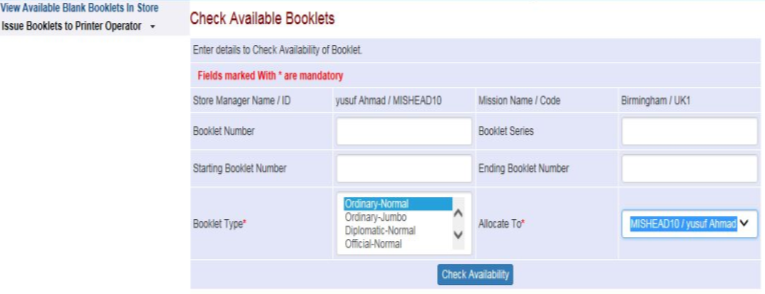 View Available Blank Booklets In Store
Issue Booklets to Printer Operator
Check Available Booklets
Enter details to Check Availability of Booklet.
Fields marked With * are mandatory
Store Manager Name / ID yusuf Ahmad / MISHEAD10 Mission Name / Code Birmingham / UK1
Booklet Number Booklet Series
Starting Booklet Number Ending Booklet Number
Booklet Type* Allocate To*
Ordinary-Normal
Ordinary-Jumbo
Diplomatic-Normal
Official-Normal
MISHEAD10 / yusuf Ahmad
Check Availability